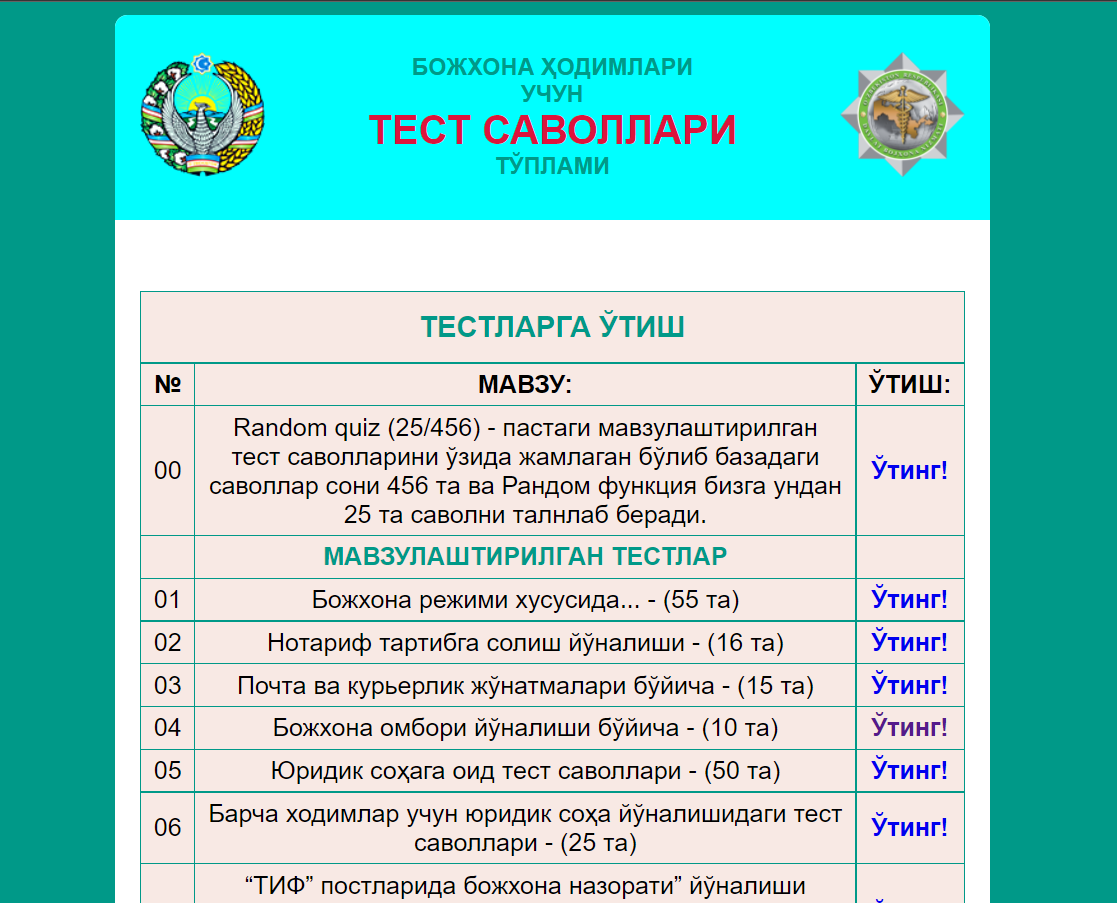 БОЖХОНА ҲОДИМЛАРИ
УЧУН
ТЕСТ САВОЛЛАРИ
ТЎПЛАМИ
ТЕСТЛАРГА ЎТИШ
№ МАВЗУ: ЎТИШ:
Random quiz (25/456) - пастаги мавзулаштирилган
тест саволларини ўзида жамлаган бўлиб базадаги
00 саволлар сони 456 та ва Рандом функция бизга ундан Ўтинг!
25 та саволни талнлаб беради.
МАВЗУЛАШТИРИЛГАН ТЕСТЛАР
01 Божхона режими хусусида... - (55 та) Ўтинг!
02 Нотариф тартибга солиш йўналиши - (16 та) Ўтинг!
03 Почта ва курьерлик жўнатмалари бўйича - (15 та) Ўтинг!
04 Божхона омбори йўналиши бўйича - (10 та) Ўтинг!
05 Юридик соҳага оид тест саволлари - (50 та) Ўтинг!
06 Барча ходимлар учун юридик соҳа йўналишидаги тест Ўтинг!
саволлари - (25 та)
“ТИФ” постларида божхона назорати” йўналиши